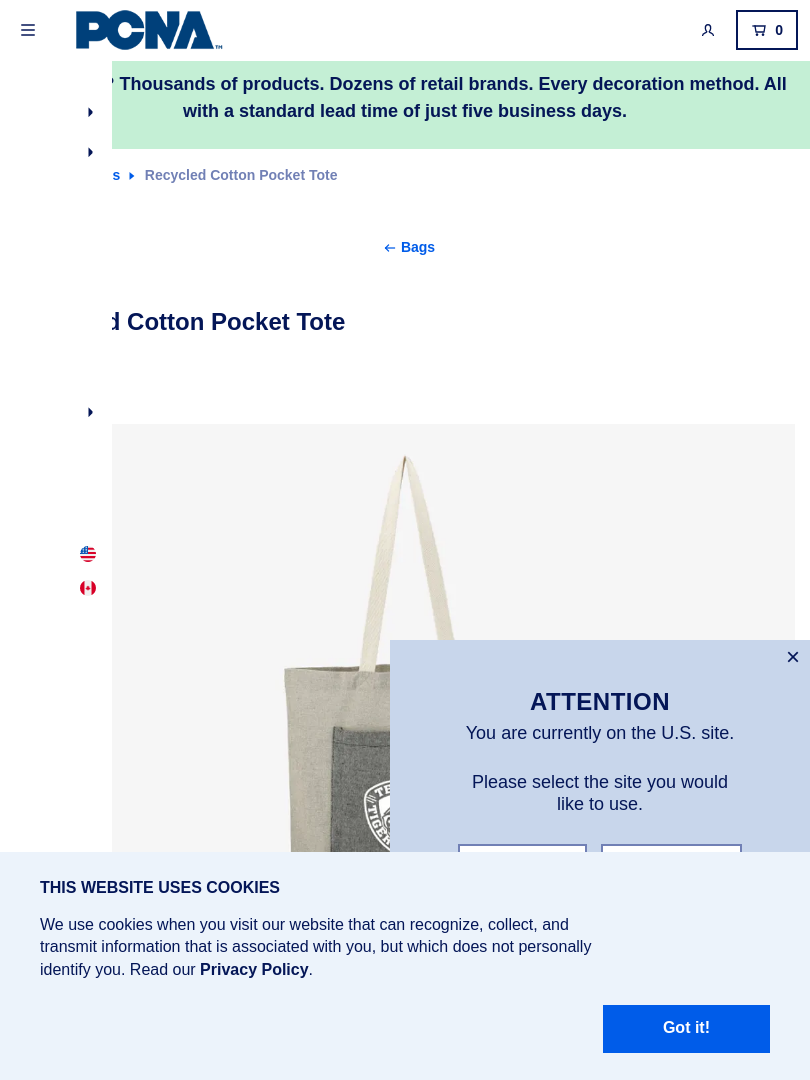 PCNA™
0
? Thousands of products. Dozens of retail brands. Every decoration method. All
with a standard lead time of just five business days.
s Recycled Cotton Pocket Tote
Bags
d Cotton Pocket Tote
ATTENTION
You are currently on the U.S. site.
Please select the site you would
like to use.
THIS WEBSITE USES COOKIES
We use cookies when you visit our website that can recognize, collect, and
transmit information that is associated with you, but which does not personally
identify you. Read our Privacy Policy.
Got it!